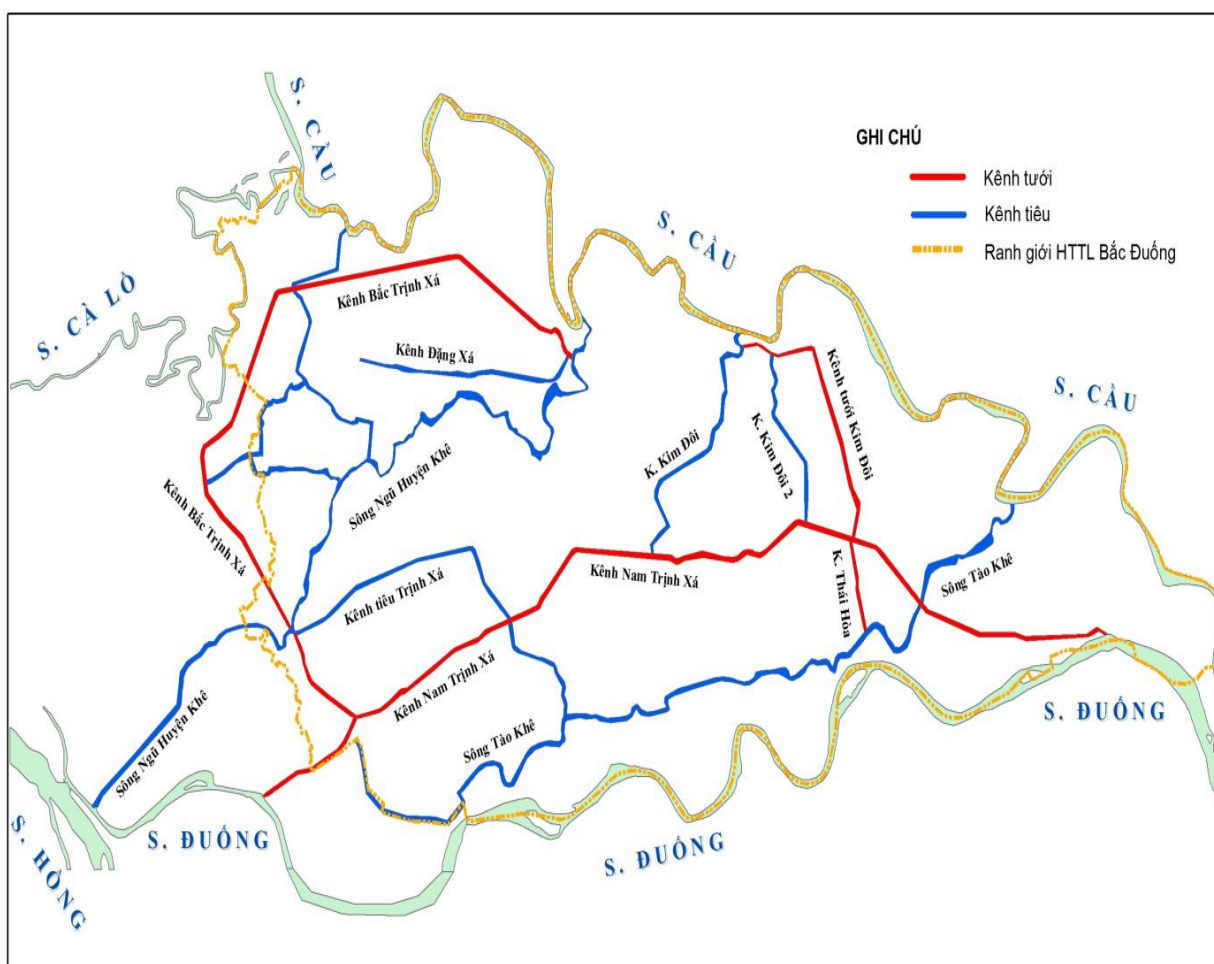 S. CẦU
GHI CHÚ
Kênh tưới
Kênh tiêu
Ranh giới HTTL Bắc Đuống
S. CẦU
S. CÀ LỒ
Kênh Bắc Trịnh Xá
Kênh Đặng Xá
Kênh tưới Kim Đôi
S. CẦU
K. Kim Đôi
K. Kim Đôi 2
Sông Ngũ Huyện Khê
Kênh Bắc Trịnh Xá
Kênh Nam Trịnh Xá
Sông Tào Khê
Kênh tiêu Trịnh Xá
K. Thái Hòa
Kênh Nam Trịnh Xá
Sông Ngũ Huyện Khê
Sông Tào Khê
S. ĐUỐNG
S. HỒNG
S. ĐUỐNG
S. ĐUỐNG